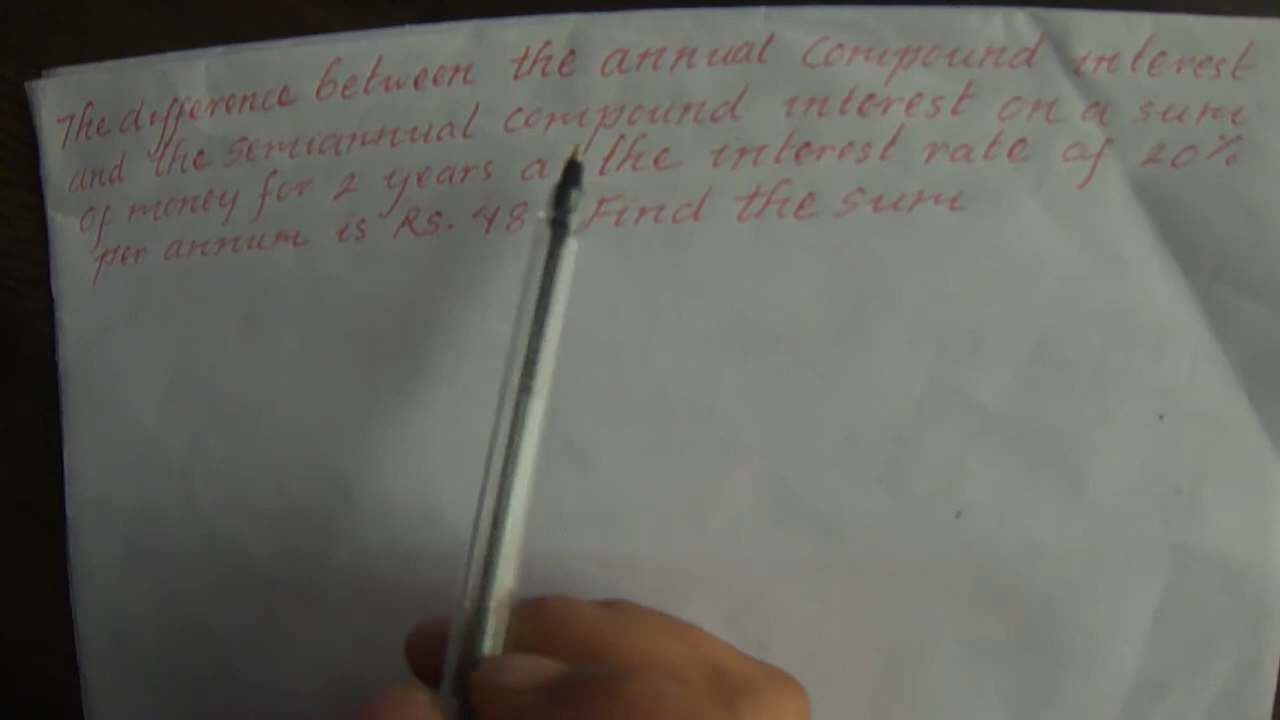 The difference between the annual compound interest
and the semiannual compound interest on a sum
of money for 2 years a the interest rate of 20%
per annum is Rs. 48 Find the sum